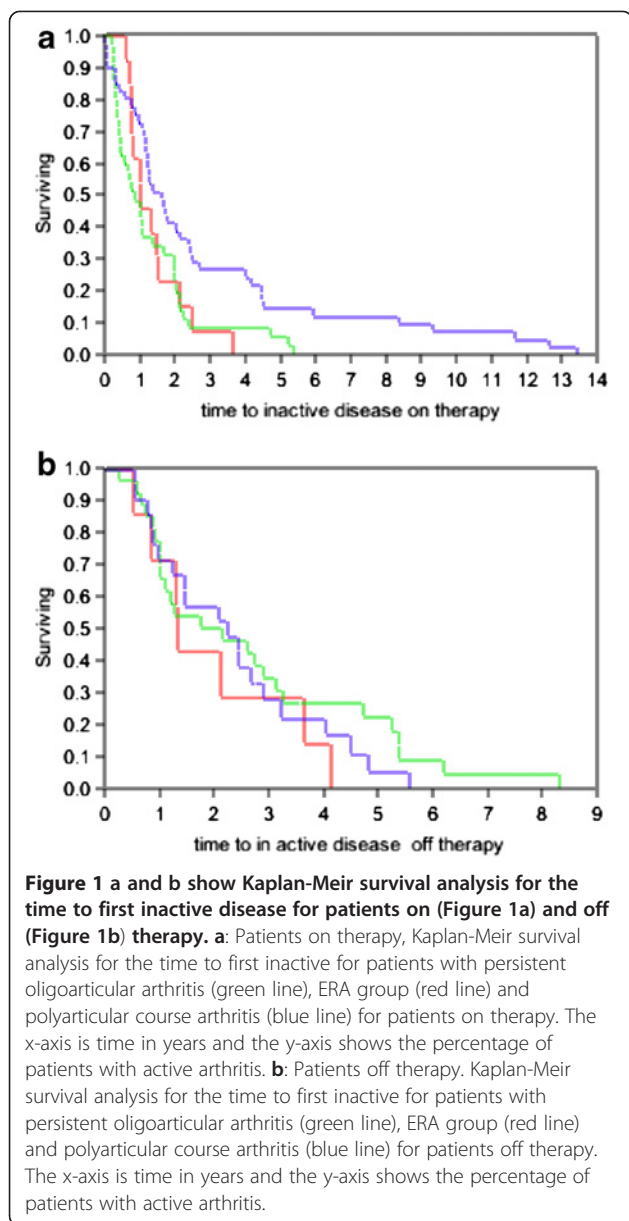 a
1.0
0.9
0.8
0.7
0.6
0.5
0.4
0.3
0.2
0.1
0.0
Surviving
0 1 2 3 4 5 6 7 8 9 10 11 12 13 14
time to inactive disease on therapy
b
1.0
0.9
0.8
0.7
0.6
0.5
0.4
0.3
0.2
0.1
0.0
Surviving
0 1 2 3 4 5 6 7 8 9
time to in active disease off therapy
Figure 1 a and b show Kaplan-Meir survival analysis for the
time to first inactive disease for patients on (Figure 1a) and off
(Figure 1b) therapy. a: Patients on therapy, Kaplan-Meir survival
analysis for the time to first inactive for patients with persistent
oligoarticular arthritis (green line), ERA group (red line) and
polyarticular course arthritis (blue line) for patients on therapy. The
x-axis is time in years and the y-axis shows the percentage of
patients with active arthritis. b: Patients off therapy. Kaplan-Meir
survival analysis for the time to first inactive for patients with
persistent oligoarticular arthritis (green line), ERA group (red line)
and polyarticular course arthritis (blue line) for patients off therapy.
The x-axis is time in years and the y-axis shows the percentage of
patients with active arthritis.